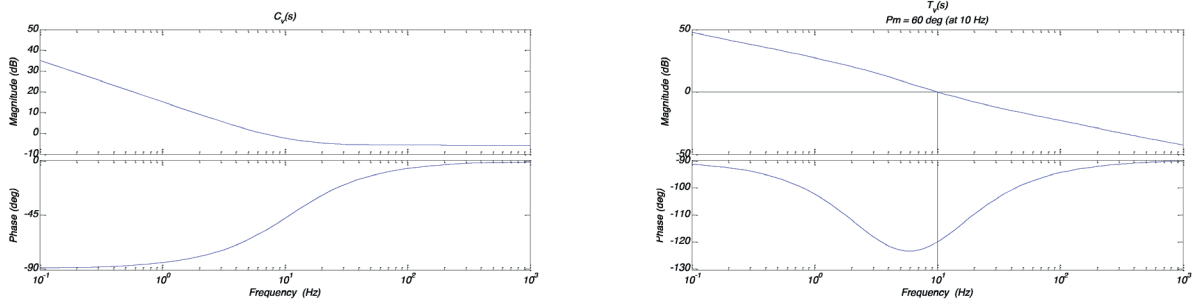 C_v(s)
50
40
30
20
10
0
-10
Magnitude (dB)
0
-45
-90
Phase (deg)
10^-1 10^0 10^1 10^2 10^3
Frequency (Hz)
T_v(s)
Pm = 60 deg (at 10 Hz)
50
0
-50
Magnitude (dB)
-90
-100
-110
-120
-130
Phase (deg)
10^-1 10^0 10^1 10^2 10^3
Frequency (Hz)